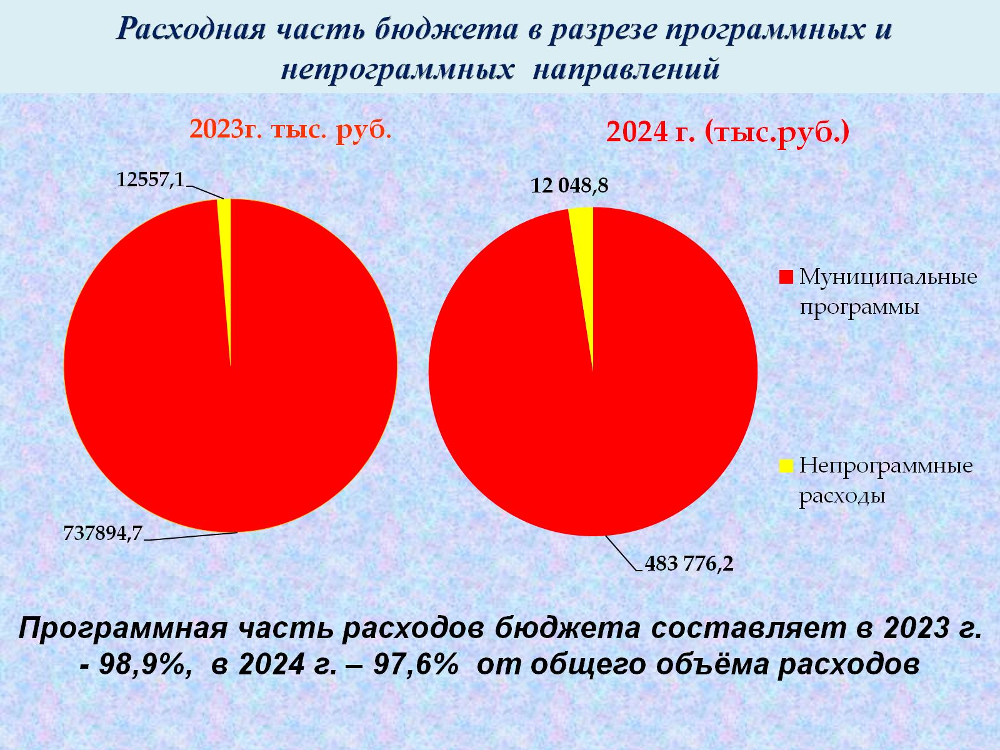 Расходная часть бюджета в разрезе программных и
непрограммных направлений
2023г. тыс. руб.
2024 г. (тыс.руб.)
12557,1
12 048,8
Муниципальные
программы
Непрограммные
расходы
737894,7
483 776,2
Программная часть расходов бюджета составляет в 2023 г.
- 98,9%, в 2024 г. – 97,6% от общего объёма расходов